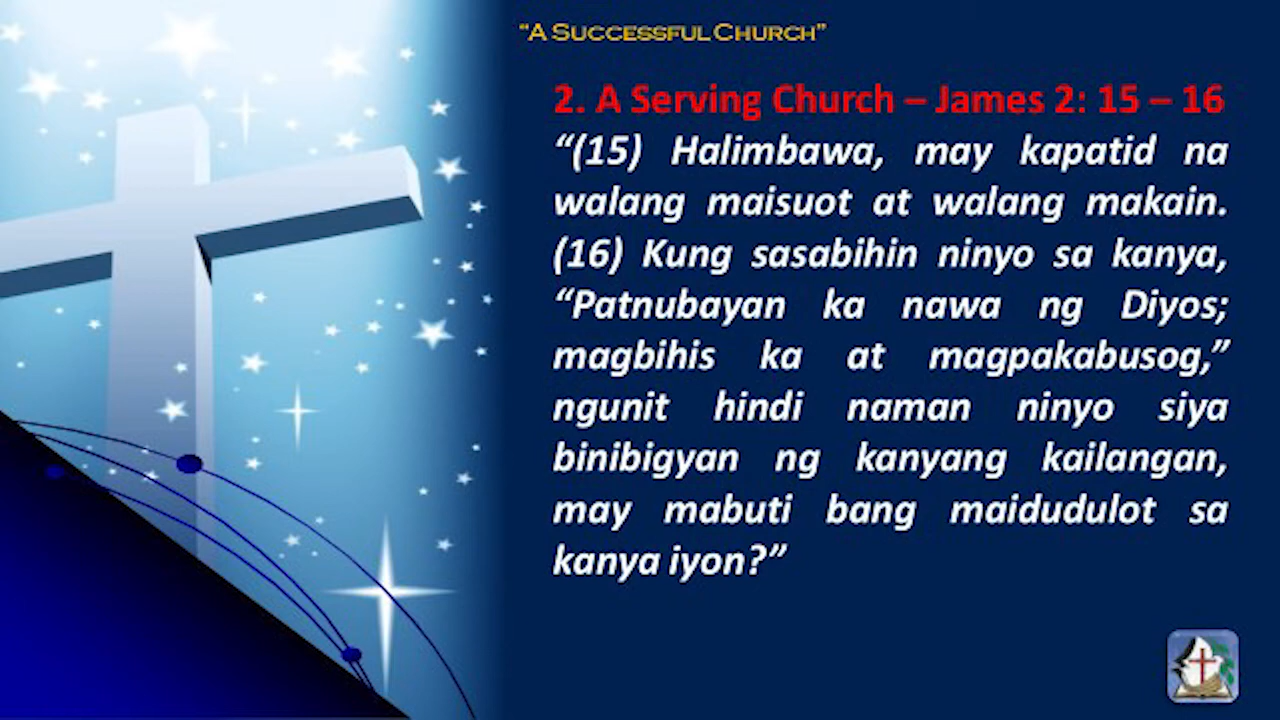 “A Successful Church”
2. A Serving Church – James 2: 15 – 16
“(15) Halimbawa, may kapatid na
walang maisuot at walang makain.
(16) Kung sasabihin ninyo sa kanya,
“Patnubayan ka nawa ng Diyos;
magbihis ka at magpakabusog,”
ngunit hindi naman ninyo siya
binibigyan ng kanyang kailangan,
may mabuti bang maidudulot sa
kanya iyon?”